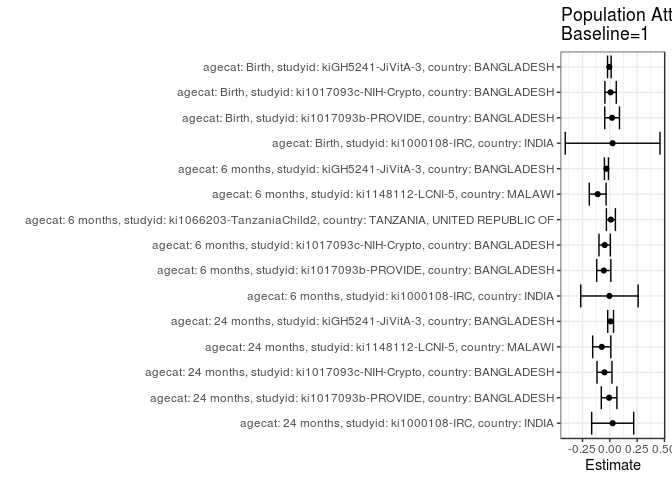 Population Att
Baseline=1
agecat: Birth, studyid: kiGH5241-JiVitA-3, country: BANGLADESH
agecat: Birth, studyid: ki1017093c-NIH-Crypto, country: BANGLADESH
agecat: Birth, studyid: ki1017093b-PROVIDE, country: BANGLADESH
agecat: Birth, studyid: ki1000108-IRC, country: INDIA
agecat: 6 months, studyid: kiGH5241-JiVitA-3, country: BANGLADESH
agecat: 6 months, studyid: ki1148112-LCNI-5, country: MALAWI
agecat: 6 months, studyid: ki1066203-TanzaniaChild2, country: TANZANIA, UNITED REPUBLIC OF
agecat: 6 months, studyid: ki1017093c-NIH-Crypto, country: BANGLADESH
agecat: 6 months, studyid: ki1017093b-PROVIDE, country: BANGLADESH
agecat: 6 months, studyid: ki1000108-IRC, country: INDIA
agecat: 24 months, studyid: kiGH5241-JiVitA-3, country: BANGLADESH
agecat: 24 months, studyid: ki1148112-LCNI-5, country: MALAWI
agecat: 24 months, studyid: ki1017093c-NIH-Crypto, country: BANGLADESH
agecat: 24 months, studyid: ki1017093b-PROVIDE, country: BANGLADESH
agecat: 24 months, studyid: ki1000108-IRC, country: INDIA
-0.25 0.00 0.25 0.50
Estimate